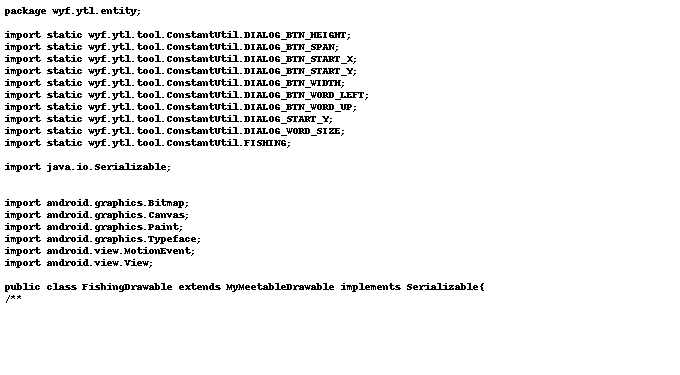 package wyf.ytl.entity;
import static wyf.ytl.tool.ConstantUtil.DIALOG_BTN_HEIGHT;
import static wyf.ytl.tool.ConstantUtil.DIALOG_BTN_SPAN;
import static wyf.ytl.tool.ConstantUtil.DIALOG_BTN_START_X;
import static wyf.ytl.tool.ConstantUtil.DIALOG_BTN_START_Y;
import static wyf.ytl.tool.ConstantUtil.DIALOG_BTN_WIDTH;
import static wyf.ytl.tool.ConstantUtil.DIALOG_BTN_WORD_LEFT;
import static wyf.ytl.tool.ConstantUtil.DIALOG_BTN_WORD_UP;
import static wyf.ytl.tool.ConstantUtil.DIALOG_START_Y;
import static wyf.ytl.tool.ConstantUtil.DIALOG_WORD_SIZE;
import static wyf.ytl.tool.ConstantUtil.FISHING;
import java.io.Serializable;
import android.graphics.Bitmap;
import android.graphics.Canvas;
import android.graphics.Paint;
import android.graphics.Typeface;
import android.view.MotionEvent;
import android.view.View;
public class FishingDrawable extends MyMeetableDrawable implements Serializable{
/**